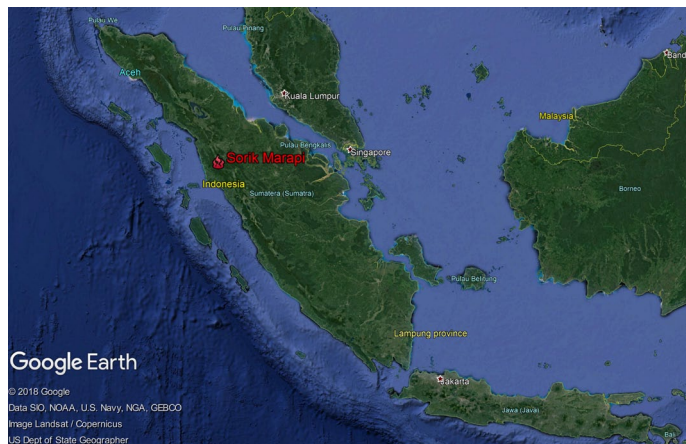 Pulau We
Pulau Pinang
Band
Aceh
Kuala Lumpur
Malaysia
Pulau Bengkalis
Singapore
Sorik Marapi
Indonesia
Sumatera (Sumatra)
Borneo
Pulau Belitung
Lampung province
Google Earth
Jakarta
© 2018 Google
Data SIO, NOAA, U.S. Navy, NGA, GEBCO
Jawa (Java)
Image Landsat / Copernicus
Bali
US Dept of State Geographer